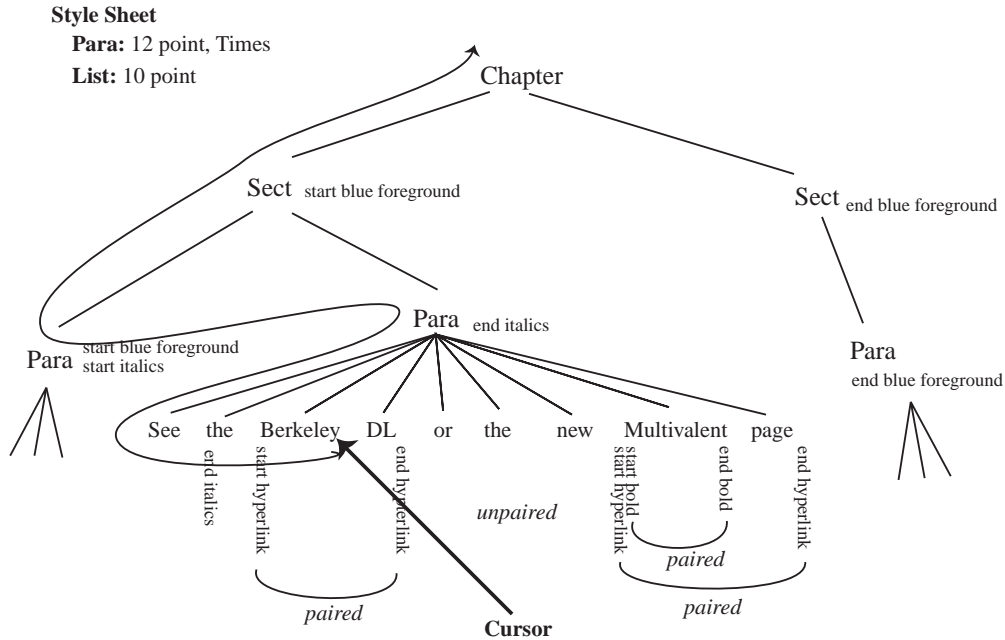 Style Sheet
Para: 12 point, Times
List: 10 point
Chapter
Sect start blue foreground
Sect end blue foreground
Para end italics
Para start blue foreground
start italics
Para
end blue foreground
See the Berkeley DL or the new Multivalent page
end italics
start hyperlink
end hyperlink
unpaired
start bold
start hyperlink
end bold
end hyperlink
paired
paired
paired
Cursor